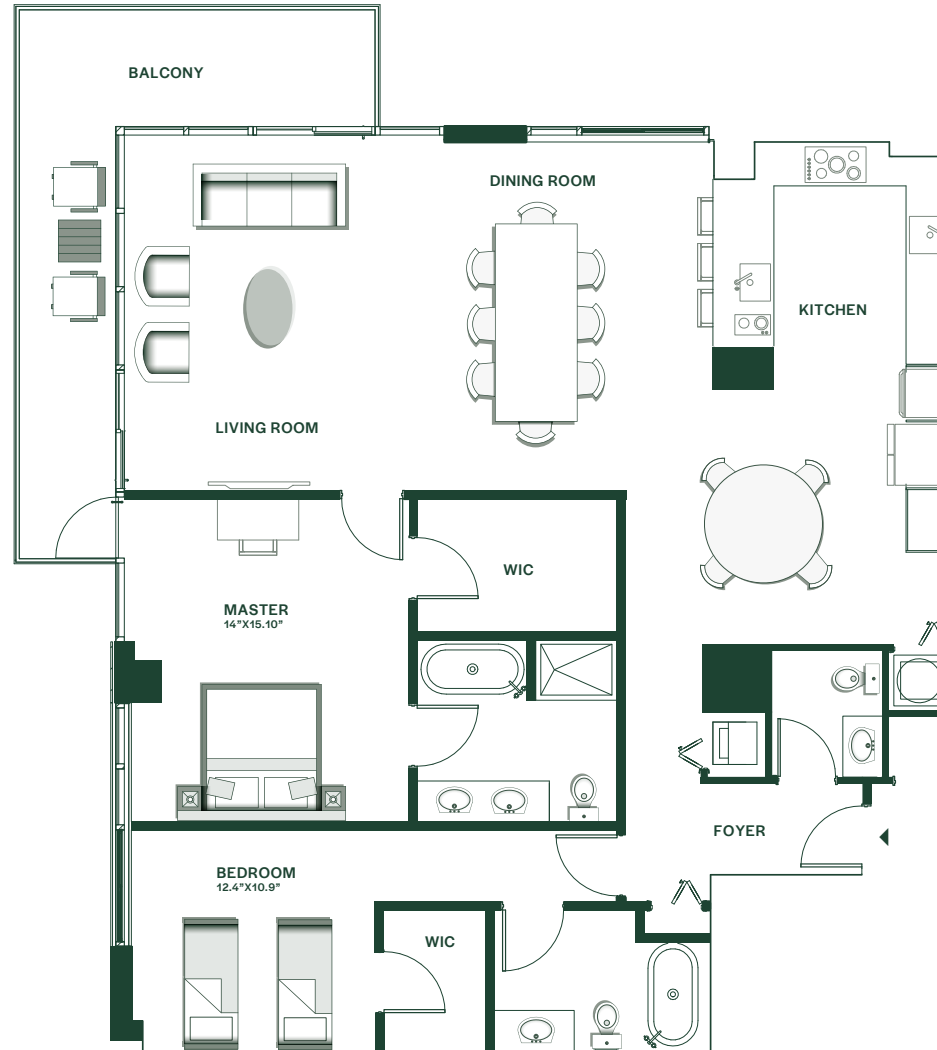 BALCONY
DINING ROOM
KITCHEN
LIVING ROOM
WIC
MASTER
14”X15.10”
FOYER
BEDROOM
12.4”X10.9”
WIC